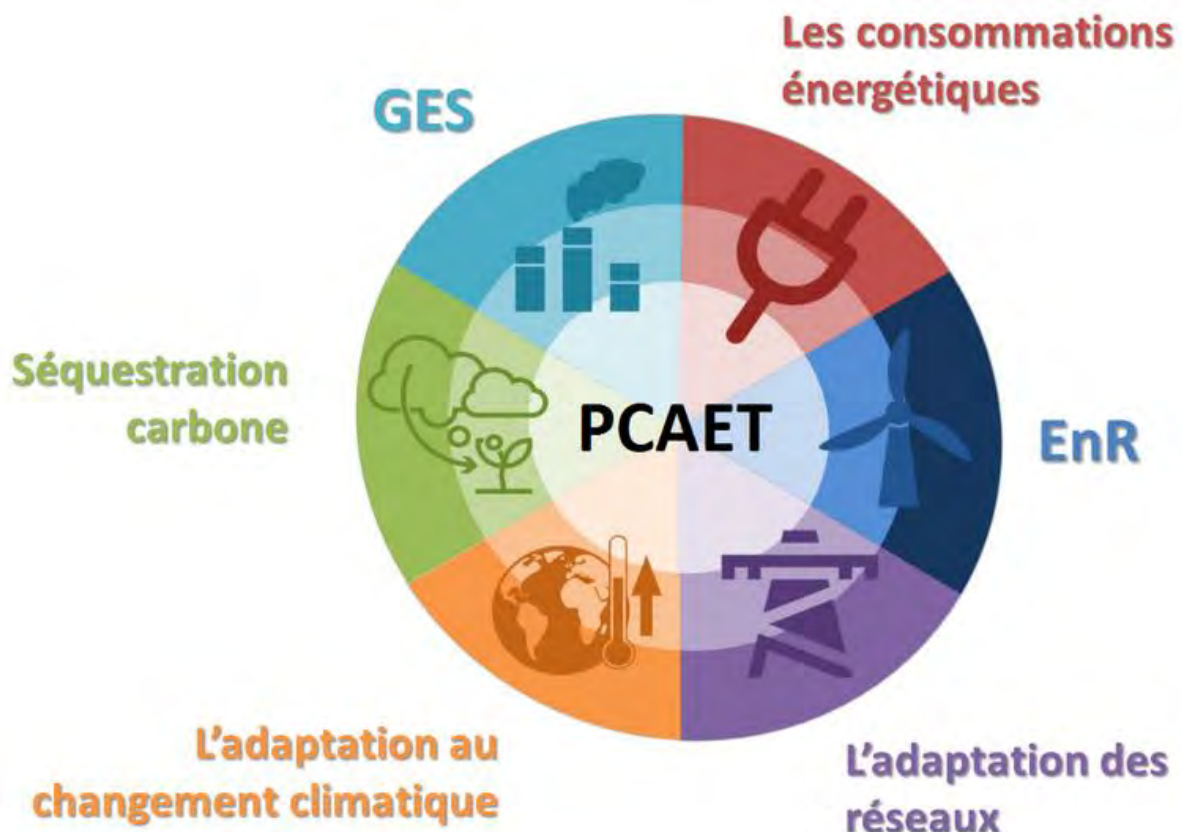 Les consommations
énergétiques
GES
Séquestration
carbone
PCAET
EnR
L'adaptation au
changement climatique
L'adaptation des
réseaux